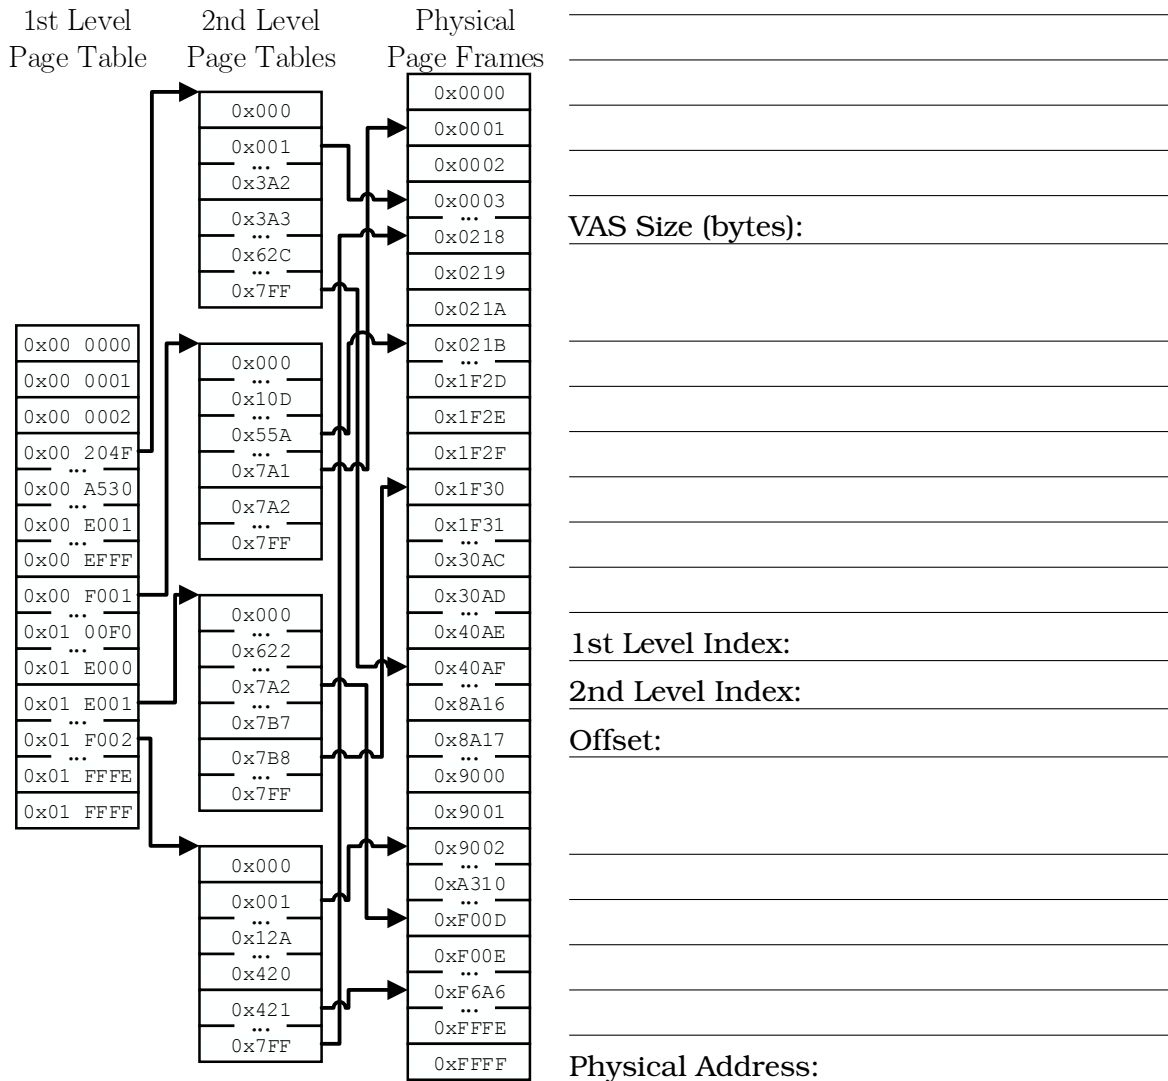 1st Level
Page Table
2nd Level
Page Tables
Physical
Page Frames
0x00 0000
0x00 0001
0x00 0002
0x00 204F
...
0x00 A530
...
0x00 E001
...
0x00 EFFF
0x00 F001
...
0x01 00F0
...
0x01 E000
0x01 E001
...
0x01 F002
...
0x01 FFFE
0x01 FFFF
0x000
0x001
...
0x3A2
0x3A3
...
0x62C
...
0x7FF
0x000
...
0x10D
...
0x55A
...
0x7A1
0x7A2
...
0x7FF
0x000
...
0x622
...
0x7A2
...
0x7B7
0x7B8
...
0x7FF
0x000
0x001
...
0x12A
...
0x420
0x421
...
0x7FF
0x0000
0x0001
0x0002
0x0003
...
0x0218
0x0219
0x021A
0x021B
...
0x1F2D
0x1F2E
0x1F2F
0x1F30
0x1F31
...
0x30AC
0x30AD
...
0x40AE
0x40AF
...
0x8A16
0x8A17
...
0x9000
0x9001
0x9002
...
0xA310
...
0xF00D
0xF00E
...
0xF6A6
...
0xFFFE
0xFFFF
VAS Size (bytes):
1st Level Index:
2nd Level Index:
Offset:
Physical Address: